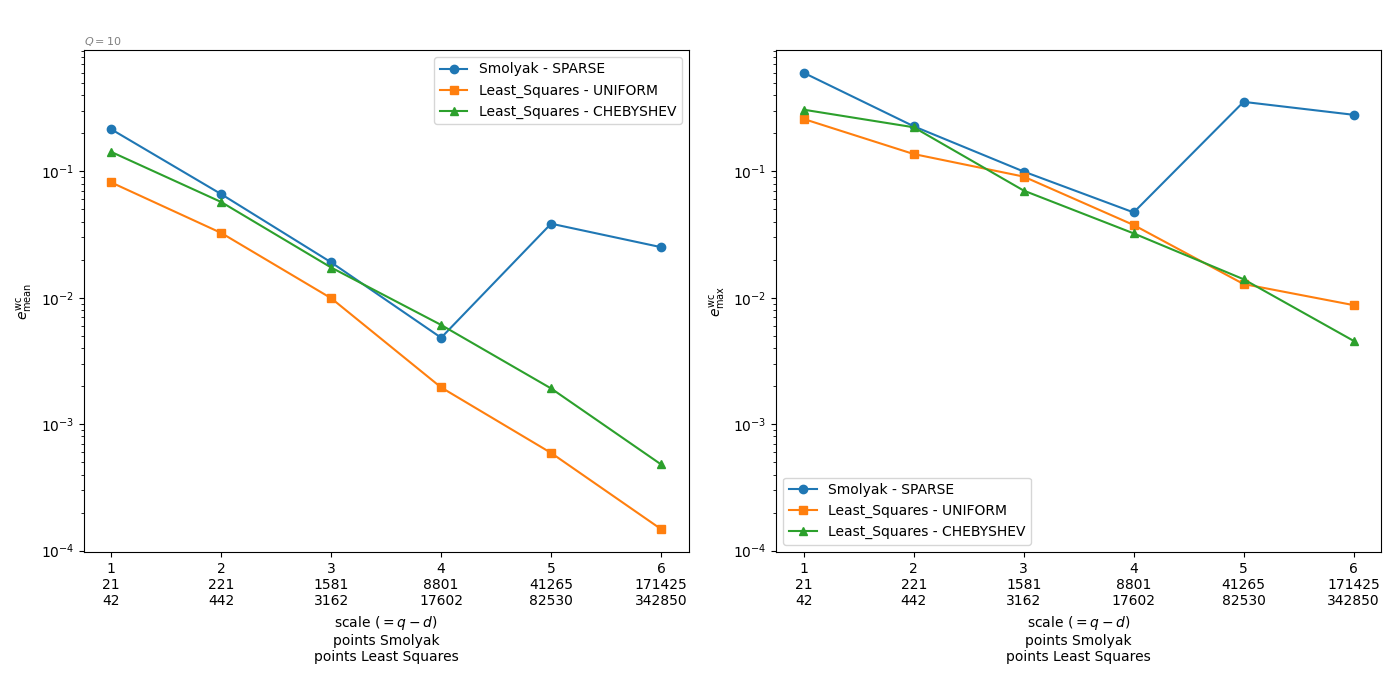 Q = 10
Smolyak - SPARSE
Least_Squares - UNIFORM
Least_Squares - CHEBYSHEV
10⁻¹
10⁻²
10⁻³
10⁻⁴
e^wc_mean
1 2 3 4 5 6
21 221 1581 8801 41265 171425
42 442 3162 17602 82530 342850
scale (= q − d)
points Smolyak
points Least Squares
10⁻¹
10⁻²
10⁻³
10⁻⁴
e^wc_max
Smolyak - SPARSE
Least_Squares - UNIFORM
Least_Squares - CHEBYSHEV
1 2 3 4 5 6
21 221 1581 8801 41265 171425
42 442 3162 17602 82530 342850
scale (= q − d)
points Smolyak
points Least Squares